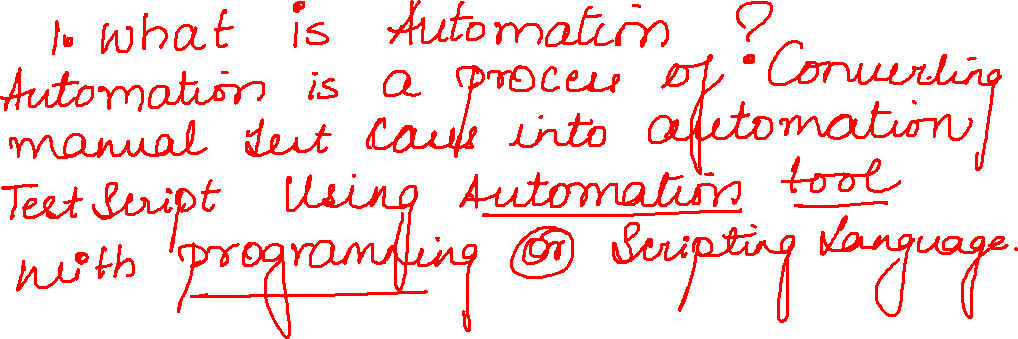 1. What is Automation ?
Automation is a process of Converting
manual test cases into automation
Test Script Using Automation tool
with programming or Scripting Language.